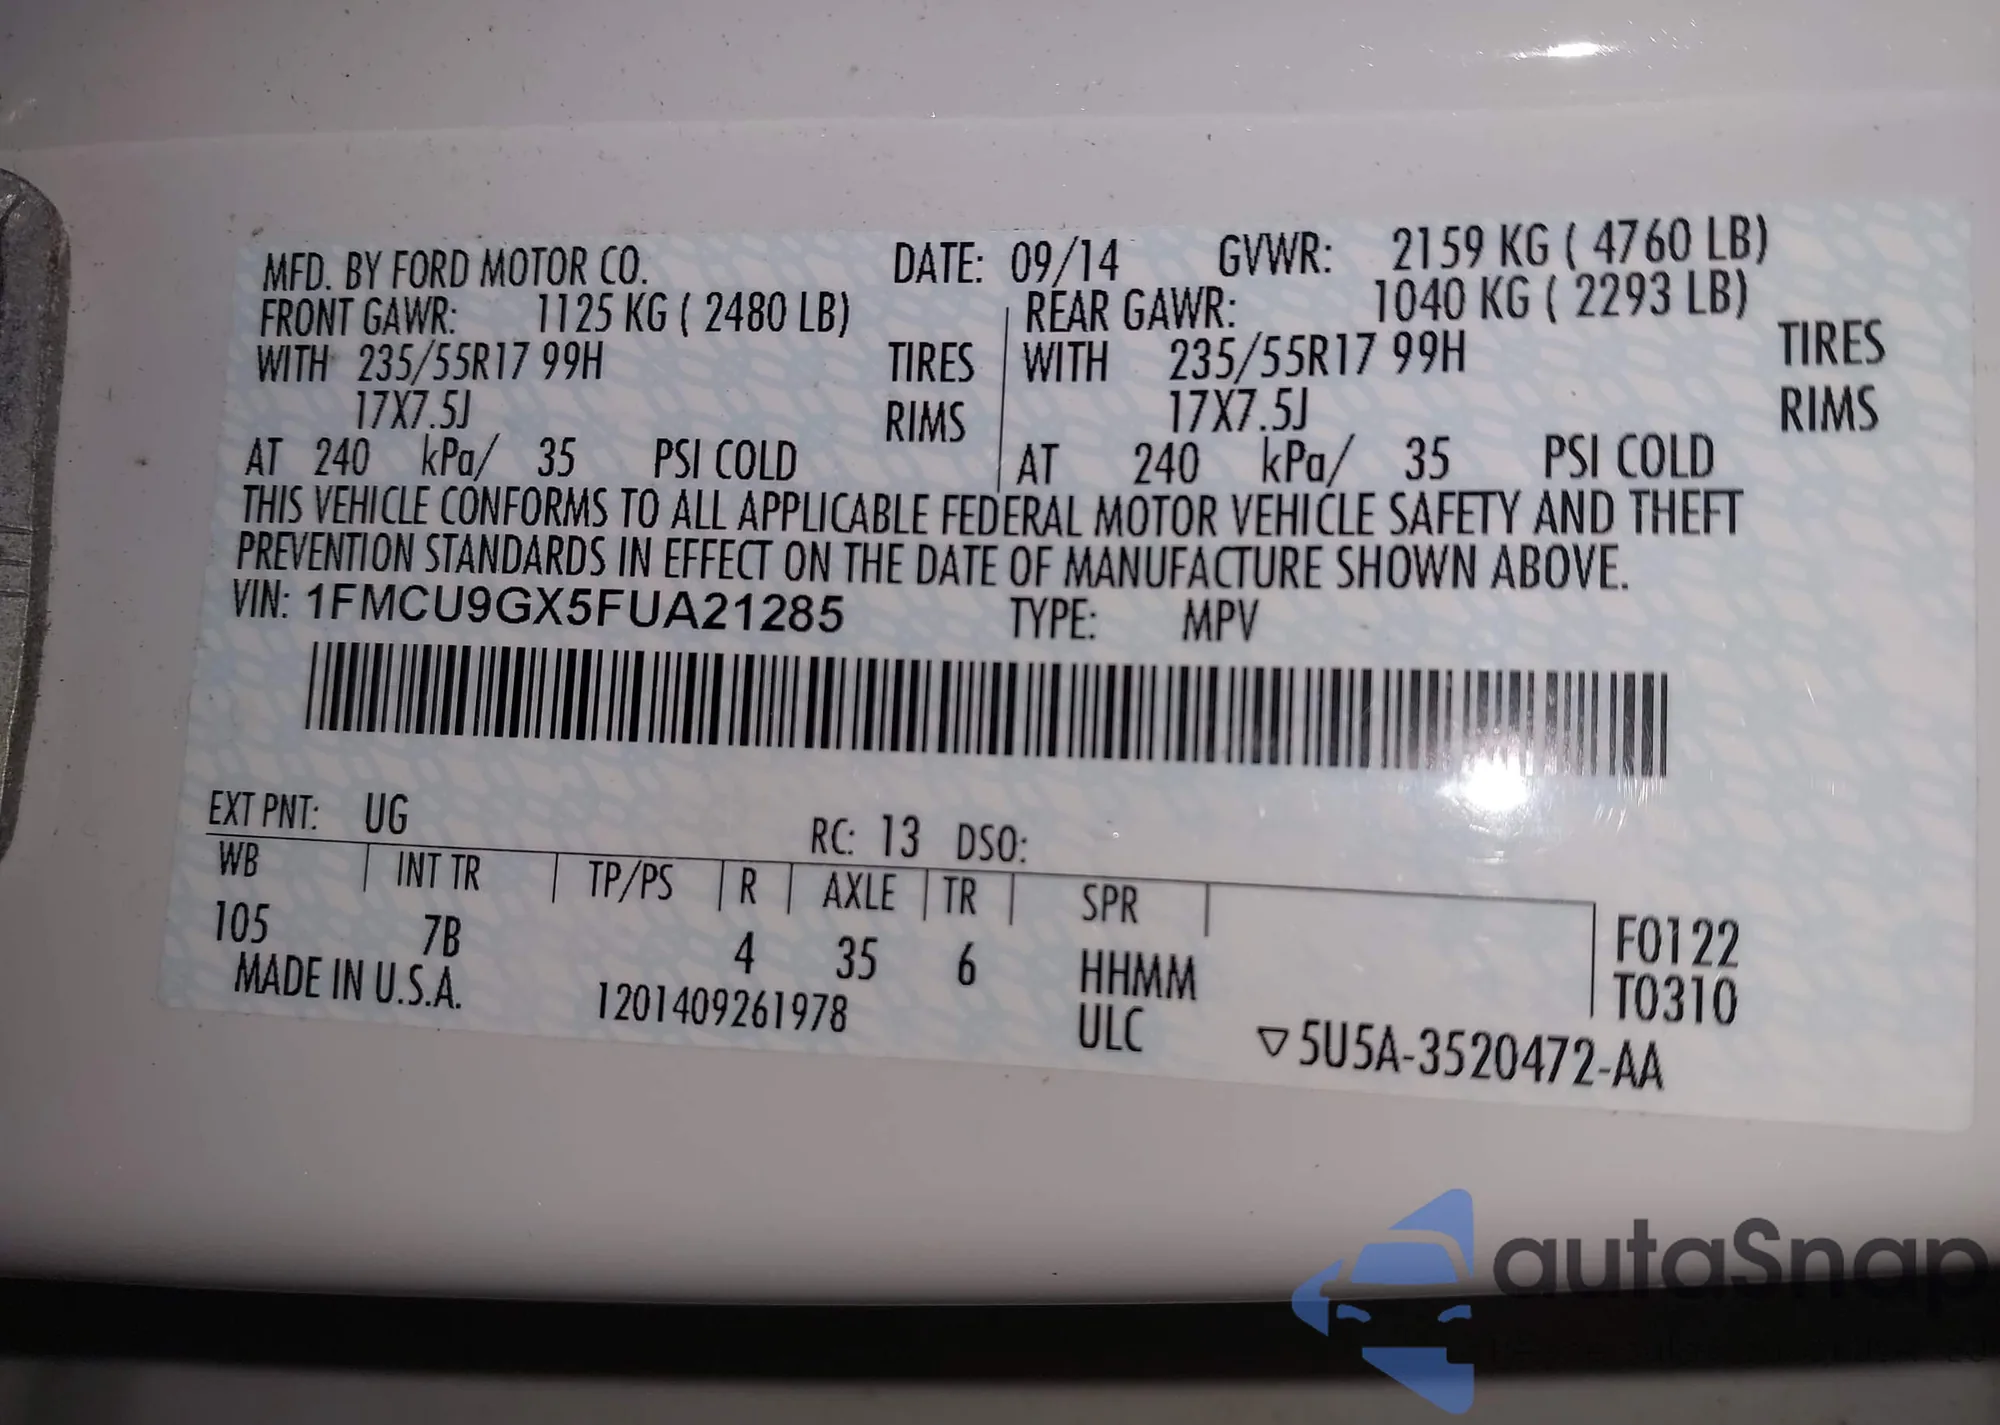 MFD. BY FORD MOTOR CO. DATE: 09/14 GVWR: 2159 KG ( 4760 LB)
FRONT GAWR: 1125 KG ( 2480 LB) REAR GAWR: 1040 KG ( 2293 LB)
WITH 235/55R17 99H TIRES WITH 235/55R17 99H TIRES
17X7.5J RIMS 17X7.5J RIMS
AT 240 kPa/ 35 PSI COLD AT 240 kPa/ 35 PSI COLD
THIS VEHICLE CONFORMS TO ALL APPLICABLE FEDERAL MOTOR VEHICLE SAFETY AND THEFT
PREVENTION STANDARDS IN EFFECT ON THE DATE OF MANUFACTURE SHOWN ABOVE.
VIN: 1FMCU9GX5FUA21285 TYPE: MPV
EXT PNT: UG RC: 13 DSO:
WB INT TR TP/PS R AXLE TR SPR
105 7B 4 35 6 HHMM F0122
MADE IN U.S.A. 1201409261978 ULC T0310
▽5U5A-3520472-AA
autaSnap